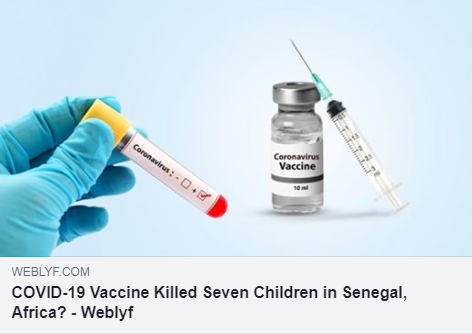 Coronavirus : -
+
Coronavirus
Vaccine
10 ml
WEBLYF.COM
COVID-19 Vaccine Killed Seven Children in Senegal,
Africa? - Weblyf